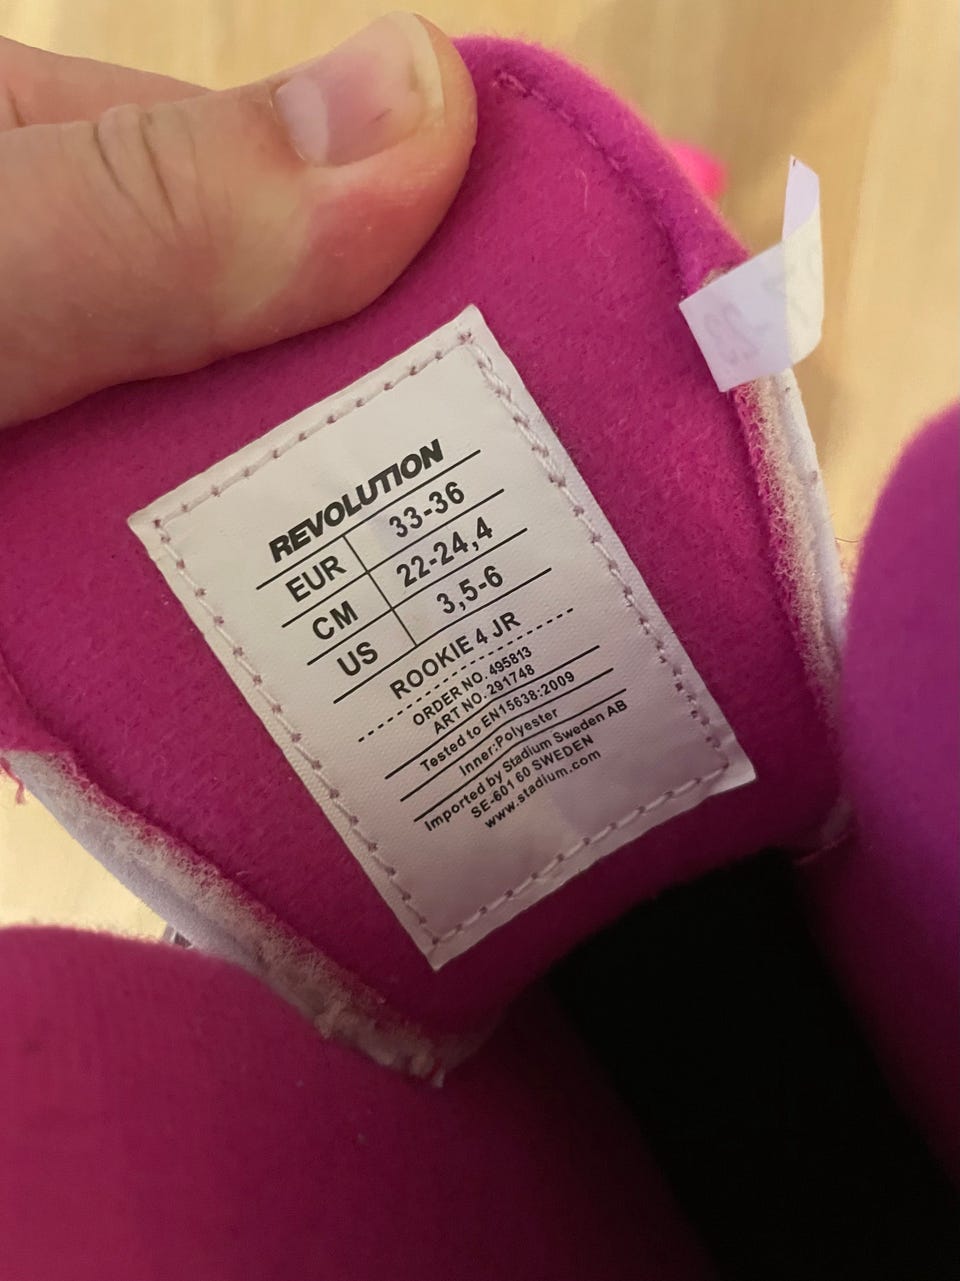 REVOLUTION
EUR 33-36
CM 22-24,4
US 3,5-6
ROOKIE 4 JR
ORDER NO. 495813
ART NO. 291748
Tested to EN15638:2009
Inner:Polyester
Imported by Stadium Sweden AB
SE-601 60 SWEDEN
www.stadium.com